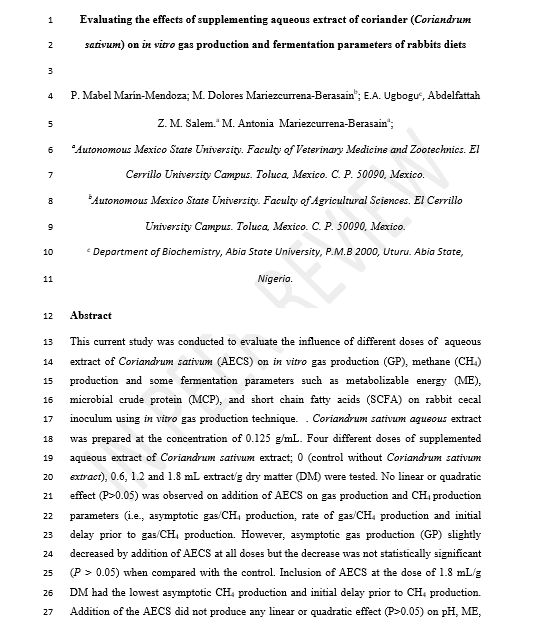 1 Evaluating the effects of supplementing aqueous extract of coriander (Coriandrum
2 sativum) on in vitro gas production and fermentation parameters of rabbits diets
3
4 P. Mabel Marín-Mendoza; M. Dolores Mariezcurrena-Berasainᵇ; E.A. Ugboguᶜ, Abdelfattah
5 Z. M. Salem.ᵃ M. Antonia Mariezcurrena-Berasainᵃ;
6 ᵃAutonomous Mexico State University. Faculty of Veterinary Medicine and Zootechnics. El
7 Cerrillo University Campus. Toluca, Mexico. C. P. 50090, Mexico.
8 ᵇAutonomous Mexico State University. Faculty of Agricultural Sciences. El Cerrillo
9 University Campus. Toluca, Mexico. C. P. 50090, Mexico.
10 ᶜ Department of Biochemistry, Abia State University, P.M.B 2000, Uturu. Abia State,
11 Nigeria.
12 Abstract
13 This current study was conducted to evaluate the influence of different doses of aqueous
14 extract of Coriandrum sativum (AECS) on in vitro gas production (GP), methane (CH₄)
15 production and some fermentation parameters such as metabolizable energy (ME),
16 microbial crude protein (MCP), and short chain fatty acids (SCFA) on rabbit cecal
17 inoculum using in vitro gas production technique. . Coriandrum sativum aqueous extract
18 was prepared at the concentration of 0.125 g/mL. Four different doses of supplemented
19 aqueous extract of Coriandrum sativum extract; 0 (control without Coriandrum sativum
20 extract), 0.6, 1.2 and 1.8 mL extract/g dry matter (DM) were tested. No linear or quadratic
21 effect (P>0.05) was observed on addition of AECS on gas production and CH₄ production
22 parameters (i.e., asymptotic gas/CH₄ production, rate of gas/CH₄ production and initial
23 delay prior to gas/CH₄ production. However, asymptotic gas production (GP) slightly
24 decreased by addition of AECS at all doses but the decrease was not statistically significant
25 (P > 0.05) when compared with the control. Inclusion of AECS at the dose of 1.8 mL/g
26 DM had the lowest asymptotic CH₄ production and initial delay prior to CH₄ production.
27 Addition of the AECS did not produce any linear or quadratic effect (P>0.05) on pH, ME,
IN PEER REVIEW